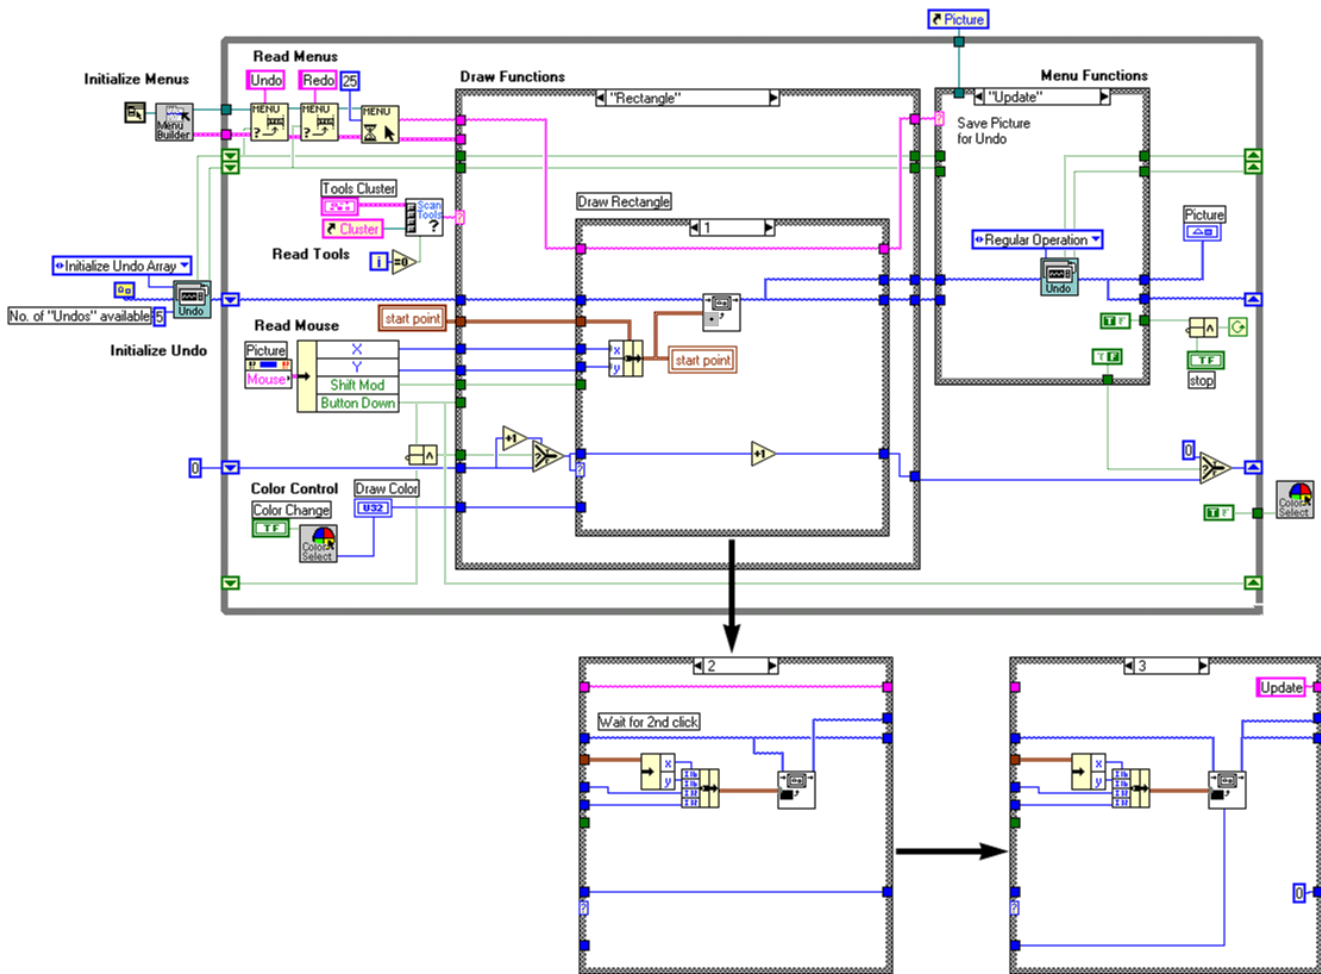 Picture
Read Menus
Initialize Menus
Undo
Redo
25
Draw Functions
Menu Functions
"Rectangle"
"Update"
MENU
MENU
MENU
Menu
Builder
Save Picture
for Undo
Tools Cluster
Scan
Tools
Cluster
Draw Rectangle
1
Picture
Read Tools
i
=0
Regular Operation
Initialize Undo Array
Undo
Undo
No. of "Undos" available
5
start point
Initialize Undo
Read Mouse
Picture
Mouse
X
Y
Shift Mod
Button Down
x
y
start point
TF
TF
TF
stop
+1
+1
0
0
Color Control
Draw Color
Color Change
U32
TF
Color
Select
TF
Color
Select
2
3
Update
Wait for 2nd click
x
y
x
y
0